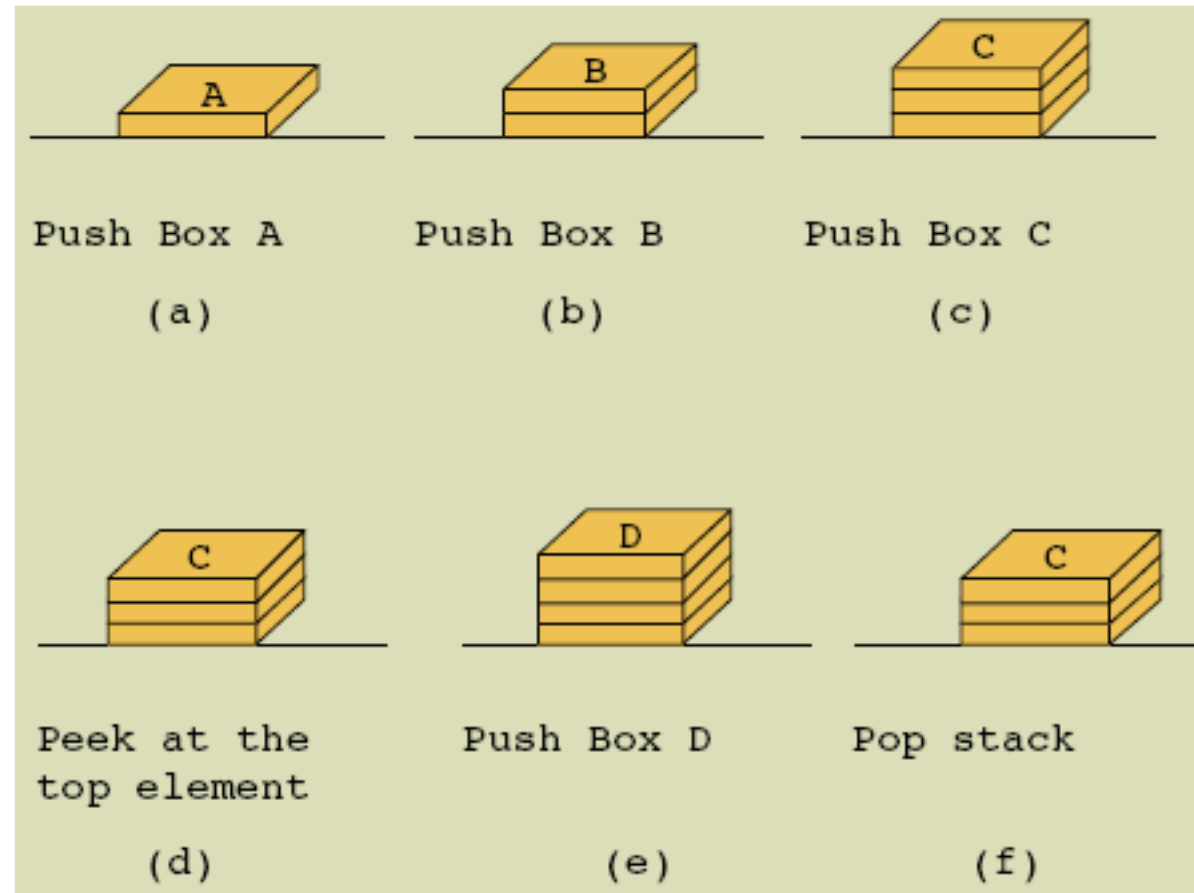 A
B
C
Push Box A
Push Box B
Push Box C
(a)
(b)
(c)
C
D
C
Peek at the
top element
Push Box D
Pop stack
(d)
(e)
(f)